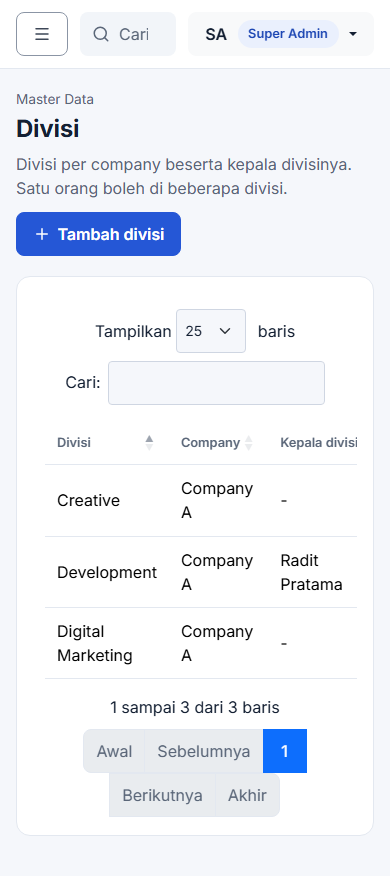 Cari
SA Super Admin
Master Data
Divisi
Divisi per company beserta kepala divisinya.
Satu orang boleh di beberapa divisi.
Tambah divisi
Tampilkan 25 baris
Cari:
Divisi Company Kepala divisi
Creative Company A -
Development Company A Radit Pratama
Digital Marketing Company A -
1 sampai 3 dari 3 baris
Awal Sebelumnya 1
Berikutnya Akhir